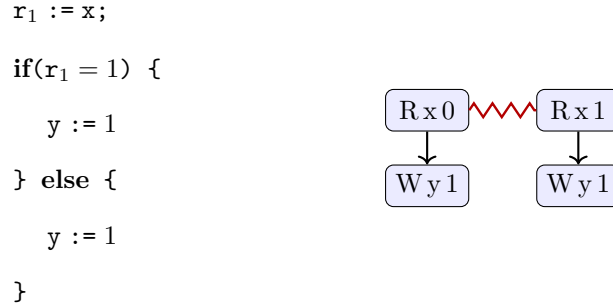 r₁ := x;
if(r₁ = 1) {
y := 1
} else {
y := 1
}
R x 0 R x 1
W y 1 W y 1